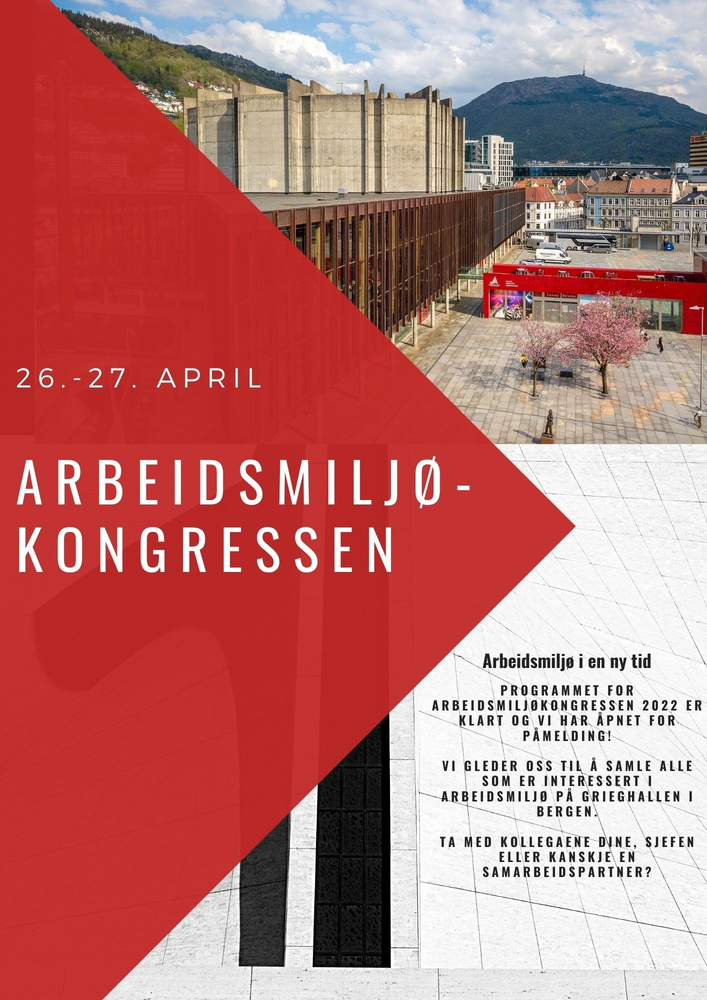 Tickets Billetter
26.-27. APRIL
ARBEIDSMILJØ-
KONGRESSEN
Arbeidsmiljø i en ny tid
PROGRAMMET FOR
ARBEIDSMILJØKONGRESSEN 2022 ER
KLART OG VI HAR ÅPNET FOR
PÅMELDING!
VI GLEDER OSS TIL Å SAMLE ALLE
SOM ER INTERESSERT I
ARBEIDSMILJØ PÅ GRIEGHALLEN I
BERGEN.
TA MED KOLLEGAENE DINE, SJEFEN
ELLER KANSKJE EN
SAMARBEIDSPARTNER?